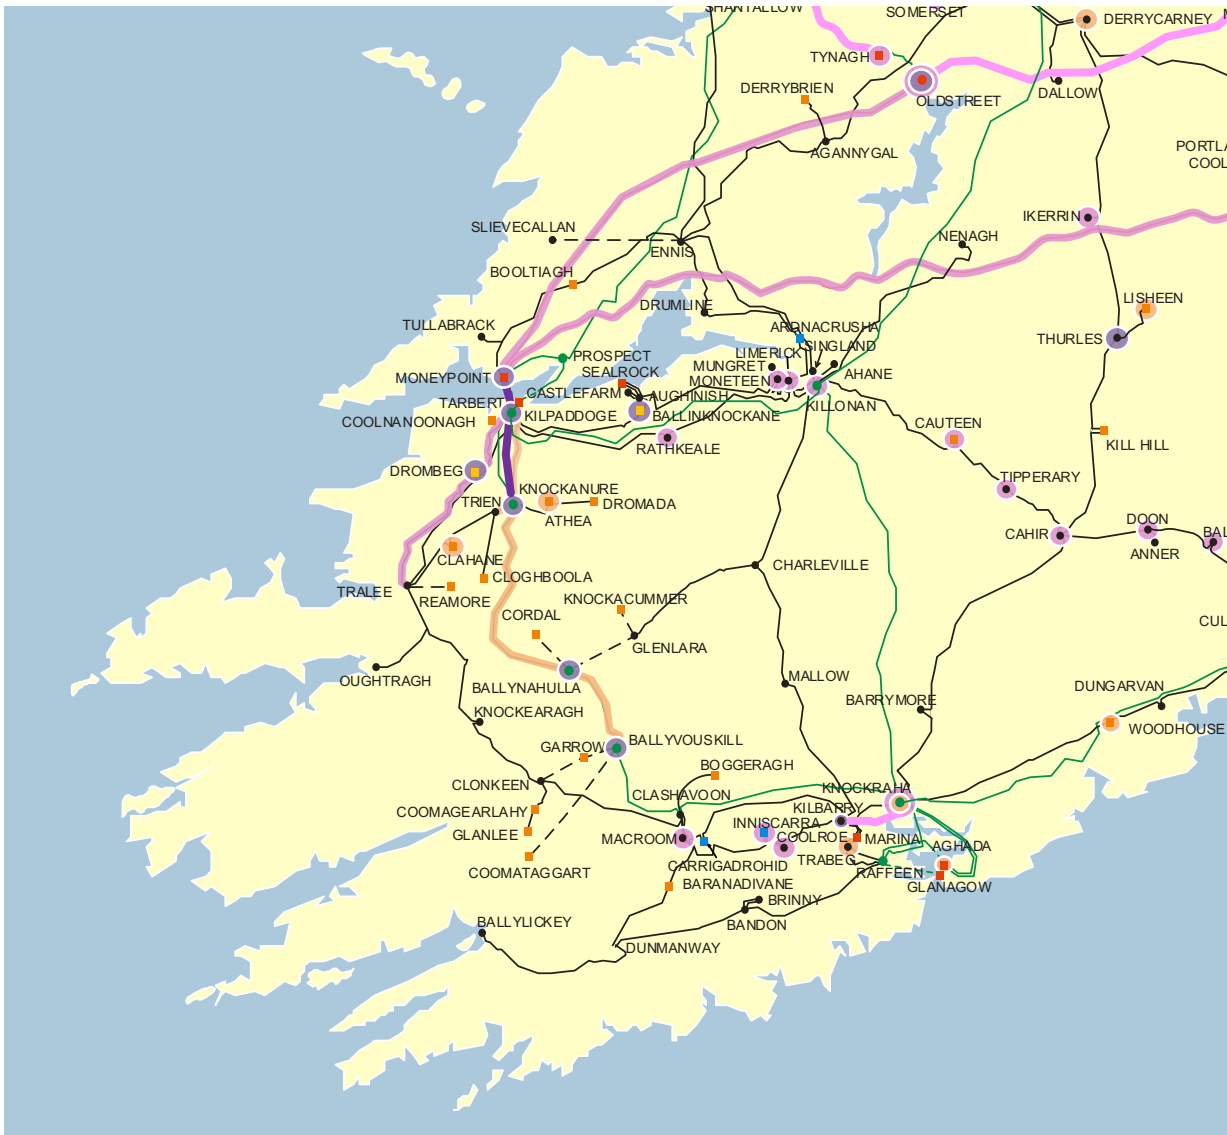 SHANTALLOW
SOMERSET
DERRYCARNEY
TYNAGH
DERRYBRIEN
OLDSTREET
DALLOW
AGANNYGAL
PORTLA
COOL
SLIEVECALLAN
IKERRIN
ENNIS
NENAGH
BOOLTIAGH
LISHEEN
DRUMLINE
TULLABRACK
ARDNACRUSHA
THURLES
SINGLAND
LIMERICK
PROSPECT
MUNGRET
AHANE
SEALROCK
MONEYPOINT
MONETEEN
CASTLEFARM
AUGHINISH
KILLONAN
TARBERT
KILPADDOGE
BALLINKNOCKANE
COOLNANOONAGH
CAUTEEN
KILL HILL
RATHKEALE
DROMBEG
TIPPERARY
KNOCKANURE
TRIEN
DROMADA
ATHEA
DOON
CAHIR
BAL
ANNER
CLAHANE
CHARLEVILLE
CLOGHBOOLA
TRALEE
REAMORE
KNOCKACUMMER
CORDAL
CUL
GLENLARA
OUGHTRAGH
MALLOW
BALLYNAHULLA
DUNGARVAN
BARRYMORE
KNOCKEARAGH
WOODHOUSE
BALLYVOUSKILL
GARROW
BOGGERAGH
CLONKEEN
KNOCKRAHA
CLASHAVOON
COOMAGEARLAHY
KILBARRY
INNISCARRA
GLANLEE
MACROOM
COOLROE
MARINA
AGHADA
TRABEG
CARRIGADROHID
COOMATAGGART
RAFFEEN
BARANADIVANE
GLANAGOW
BRINNY
BALLYLICKEY
BANDON
DUNMANWAY